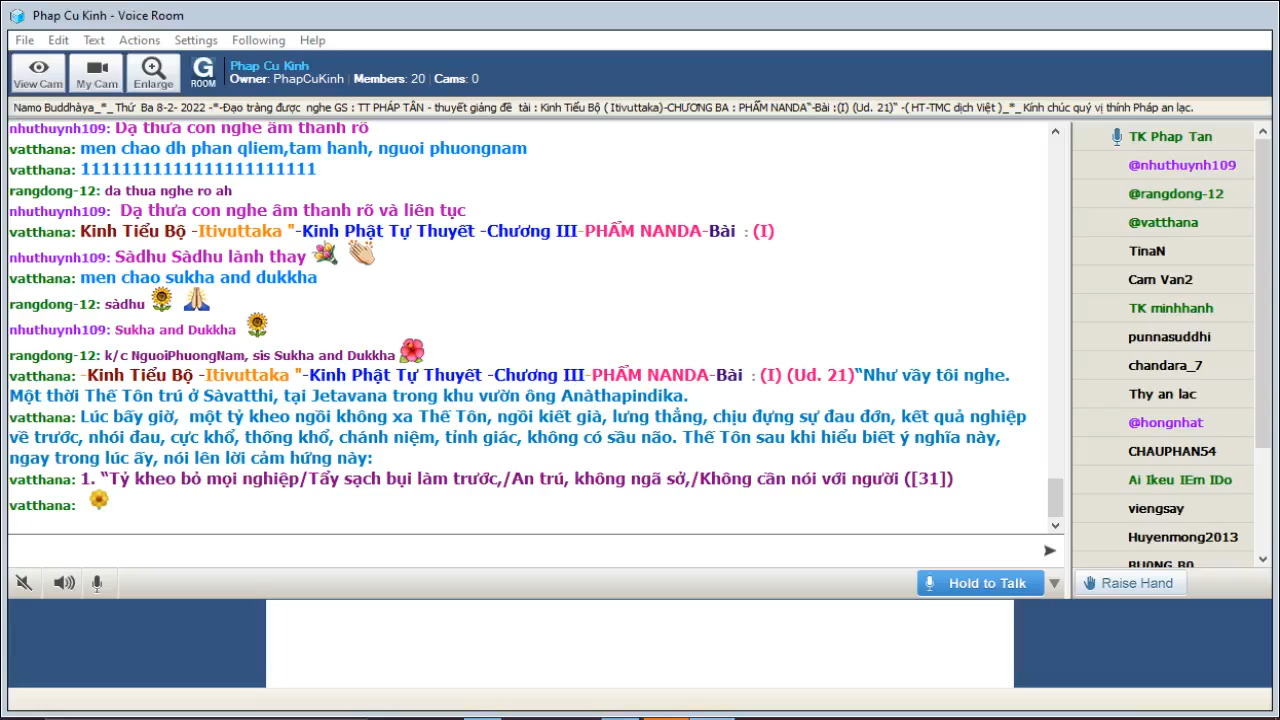 Phap Cu Kinh - Voice Room
File Edit Text Actions Settings Following Help
View Cam My Cam Enlarge G ROOM
Phap Cu Kinh
Owner: PhapCuKinh Members: 20 Cams: 0
Namo Buddhàya_*_ Thứ Ba 8-2- 2022 -*-Đạo tràng được nghe GS : TT PHÁP TÂN - thuyết giảng đề tài : Kinh Tiểu Bộ ( Itivuttaka)-CHƯƠNG BA : PHẨM NANDA-Bài :(I) (Ud. 21)" -( HT-TMC dịch Việt )_*_ Kính chúc quý vị thính Pháp an lạc.
nhuthuynh109: Dạ thưa con nghe âm thanh rõ
vatthana: men chao dh phan qliem,tam hanh, nguoi phuongnam
vatthana: 11111111111111111111111
rangdong-12: da thua nghe ro ah
nhuthuynh109: Dạ thưa con nghe âm thanh rõ và liên tục
vatthana: Kinh Tiểu Bộ -Itivuttaka "-Kinh Phật Tự Thuyết -Chương III-PHẨM NANDA-Bài : (I)
nhuthuynh109: Sàdhu Sàdhu lành thay
vatthana: men chao sukha and dukkha
rangdong-12: sàdhu
nhuthuynh109: Sukha and Dukkha
rangdong-12: k/c NguoiPhuongNam, sis Sukha and Dukkha
vatthana: -Kinh Tiểu Bộ -Itivuttaka "-Kinh Phật Tự Thuyết -Chương III-PHẨM NANDA-Bài : (I) (Ud. 21)“Như vầy tôi nghe.
Một thời Thế Tôn trú ở Sàvatthi, tại Jetavana trong khu vườn ông Anàthapindika.
vatthana: Lúc bấy giờ, một tỷ kheo ngồi không xa Thế Tôn, ngồi kiết già, lưng thẳng, chịu đựng sự đau đớn, kết quả nghiệp
về trước, nhói đau, cực khổ, thống khổ, chánh niệm, tỉnh giác, không có sầu não. Thế Tôn sau khi hiểu biết ý nghĩa này,
ngay trong lúc ấy, nói lên lời cảm hứng này:
vatthana: 1. “Tỷ kheo bỏ mọi nghiệp/Tẩy sạch bụi làm trước,/An trú, không ngã sở,/Không cần nói với người ([31])
vatthana:
TK Phap Tan
@nhuthuynh109
@rangdong-12
@vatthana
TinaN
Cam Van2
TK minhhanh
punnasuddhi
chandara_7
Thy an lac
@hongnhat
CHAUPHAN54
Ai Ikeu IEm IDo
viengsay
Huyenmong2013
BU0NG B0
Hold to Talk
Raise Hand